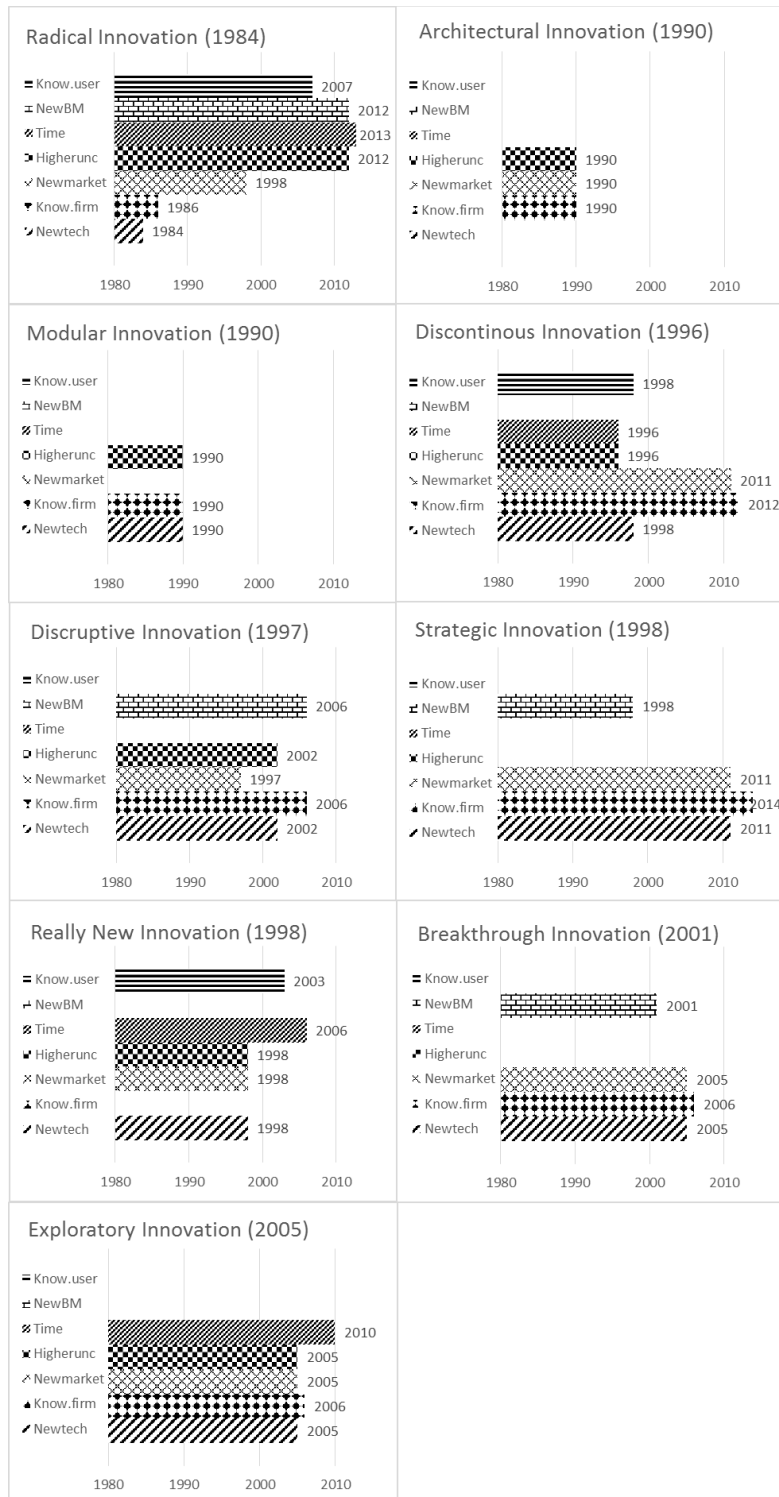 Radical Innovation (1984)
Know.user
2007
NewBM
2012
Time
2013
Higherunc
2012
Newmarket
1998
Know.firm
1986
Newtech
1984
1980 1990 2000 2010
Architectural Innovation (1990)
Know.user
NewBM
Time
Higherunc
1990
Newmarket
1990
Know.firm
1990
Newtech
1980 1990 2000 2010
Modular Innovation (1990)
Know.user
NewBM
Time
Higherunc
1990
Newmarket
Know.firm
1990
Newtech
1990
1980 1990 2000 2010
Discontinous Innovation (1996)
Know.user
1998
NewBM
Time
1996
Higherunc
1996
Newmarket
2011
Know.firm
2012
Newtech
1998
1980 1990 2000 2010
Disruptive Innovation (1997)
Know.user
NewBM
2006
Time
Higherunc
2002
Newmarket
1997
Know.firm
2006
Newtech
2002
1980 1990 2000 2010
Strategic Innovation (1998)
Know.user
NewBM
1998
Time
Higherunc
Newmarket
2011
Know.firm
2014
Newtech
2011
1980 1990 2000 2010
Really New Innovation (1998)
Know.user
2003
NewBM
Time
2006
Higherunc
1998
Newmarket
1998
Know.firm
Newtech
1998
1980 1990 2000 2010
Breakthrough Innovation (2001)
Know.user
NewBM
2001
Time
Higherunc
Newmarket
2005
Know.firm
2006
Newtech
2005
1980 1990 2000 2010
Exploratory Innovation (2005)
Know.user
NewBM
Time
2010
Higherunc
2005
Newmarket
2005
Know.firm
2006
Newtech
2005
1980 1990 2000 2010